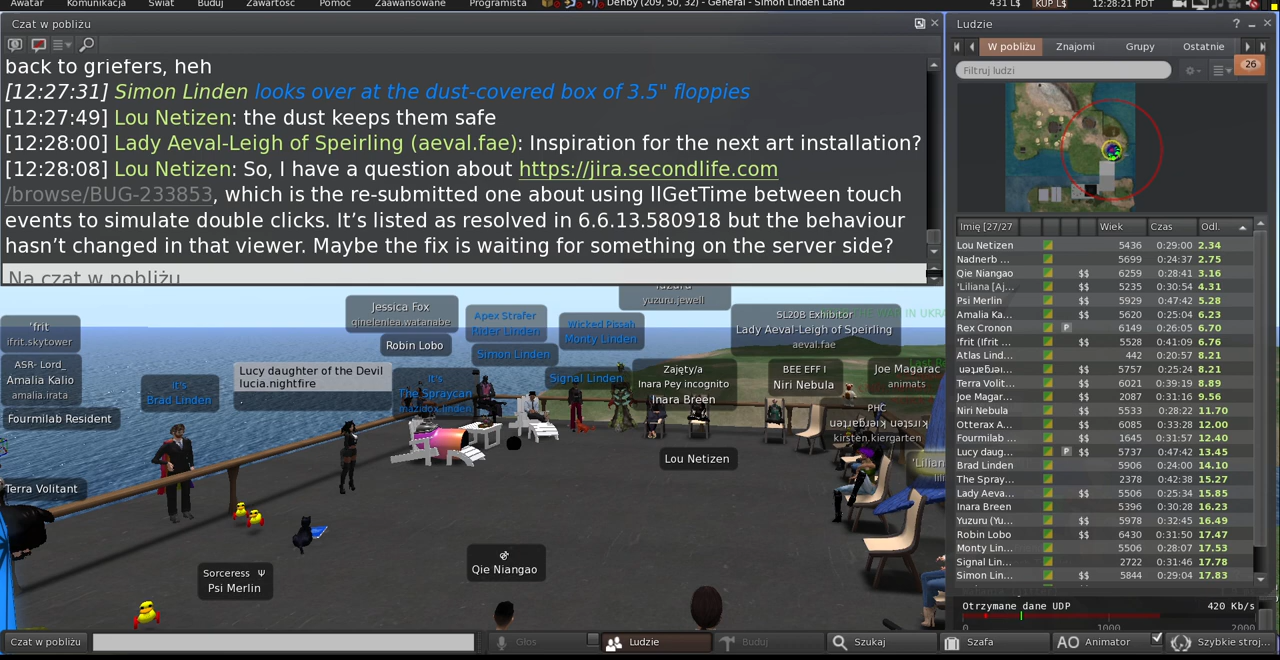 Awatar Komunikacja Świat Buduj Zawartość Pomoc Zaawansowane Programista
Denby (209, 50, 32) - General - Simon Linden Land
431 L$ KUP L$ 12:28:21 PDT
Czat w pobliżu
back to griefers, heh
[12:27:31] Simon Linden looks over at the dust-covered box of 3.5" floppies
[12:27:49] Lou Netizen: the dust keeps them safe
[12:28:00] Lady Aeval-Leigh of Speirling (aeval.fae): Inspiration for the next art installation?
[12:28:08] Lou Netizen: So, I have a question about https://jira.secondlife.com
/browse/BUG-233853, which is the re-submitted one about using llGetTime between touch
events to simulate double clicks. It’s listed as resolved in 6.6.13.580918 but the behaviour
hasn’t changed in that viewer. Maybe the fix is waiting for something on the server side?
Na czat w pobliżu
Yuzuru
yuzuru.jewell
Jessica Fox
qinelenlea.watanabe
Robin Lobo
Apex Strafer
Rider Linden
Simon Linden
Wicked Pissah
Monty Linden
Signal Linden
SL20B Exhibitor
Lady Aeval-Leigh of Speirling
aeval.fae
'frit
ifrit.skytower
ASR- Lord_
Amalia Kalio
amalia.irata
Fourmilab Resident
It's
Brad Linden
Lucy daughter of the Devil
lucia.nightfire
.
It's
The Spraycan
mazidox.linden
Zajęty/a
Inara Pey incognito
Inara Breen
BEE EFF I
Niri Nebula
Joe Magarac
animats
PHC
kirsten.kiergarten
Lou Netizen
Terra Volitant
Sorceress Ψ
Psi Merlin
Qie Niangao
Ludzie
W pobliżu Znajomi Grupy Ostatnie
Filtruj ludzi
26
Imię [27/27 Wiek Czas Odl.
Lou Netizen 5436 0:29:00 2.34
Nadnerb ... 5699 0:24:37 2.75
Qie Niangao $$ 6259 0:28:41 3.16
'Liliana [Aj... $$ 5235 0:30:54 4.31
Psi Merlin $$ 5929 0:47:42 5.28
Amalia Ka... $$ 5620 0:25:04 6.23
Rex Cronon P 6149 0:26:05 6.70
'frit (Ifrit ... $$ 5528 0:41:09 6.76
Atlas Lind... 442 0:20:57 8.21
$$ 5757 0:25:24 8.21
Terra Volit... $$ 6021 0:39:19 8.89
Joe Magar... $$ 2087 0:31:16 9.56
Niri Nebula $$ 5533 0:28:22 11.70
Otterax A... $$ 6085 0:33:28 12.00
Fourmilab ... $$ 1645 0:31:57 12.40
Lucy daug... P $$ 5737 0:47:42 13.45
Brad Linden 5906 0:24:00 14.10
The Spray... 2378 0:42:38 15.27
Lady Aeva... $$ 5506 0:25:34 15.85
Inara Breen 5396 0:30:28 16.23
Yuzuru (Yu... $$ 5978 0:32:45 16.49
Robin Lobo $$ 6430 0:31:50 17.47
Monty Lin... 5506 0:28:07 17.53
Signal Lin... 2722 0:31:46 17.78
Simon Lin... $$ 5844 0:29:04 17.83
Otrzymane dane UDP 420 Kb/s
0 1000 2000
Czat w pobliżu Głos Ludzie Buduj Szukaj Szafa AO Animator Szybkie stroj...